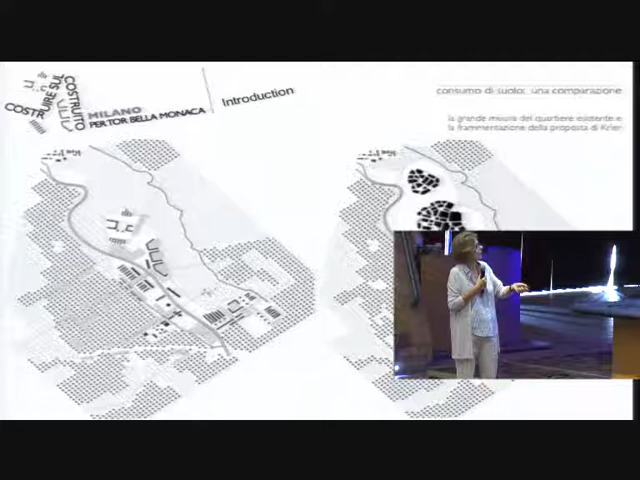 COSTRUIRE SUL
COSTRUITO
MILANO
PER TOR BELLA MONACA
Introduction
consumo di suolo: una comparazione
la grande misura del quartiere esistente e
la frammentazione della proposta di Krier